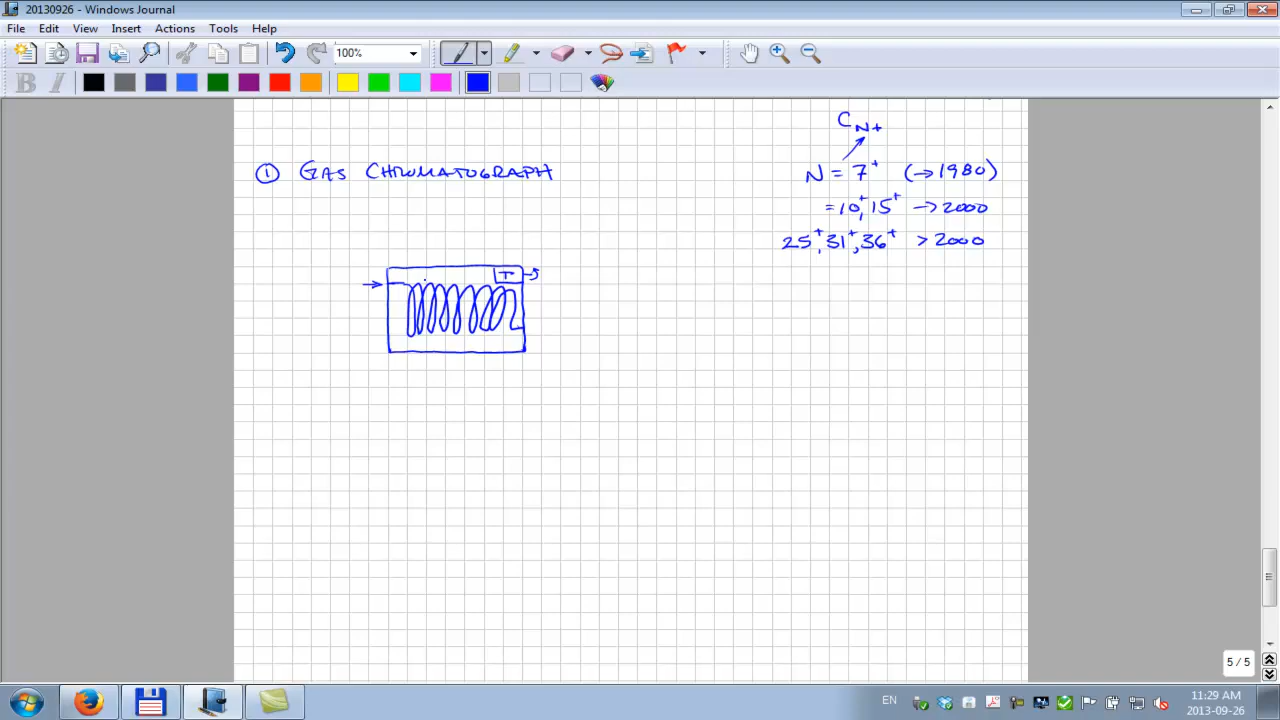 20130926 - Windows Journal
File Edit View Insert Actions Tools Help
100%
B I
C N+
① GAS CHROMATOGRAPH
N = 7+ (→1980)
= 10+, 15+ → 2000
25+, 31+, 36+ > 2000
T
5 / 5
EN
11:29 AM
2013-09-26